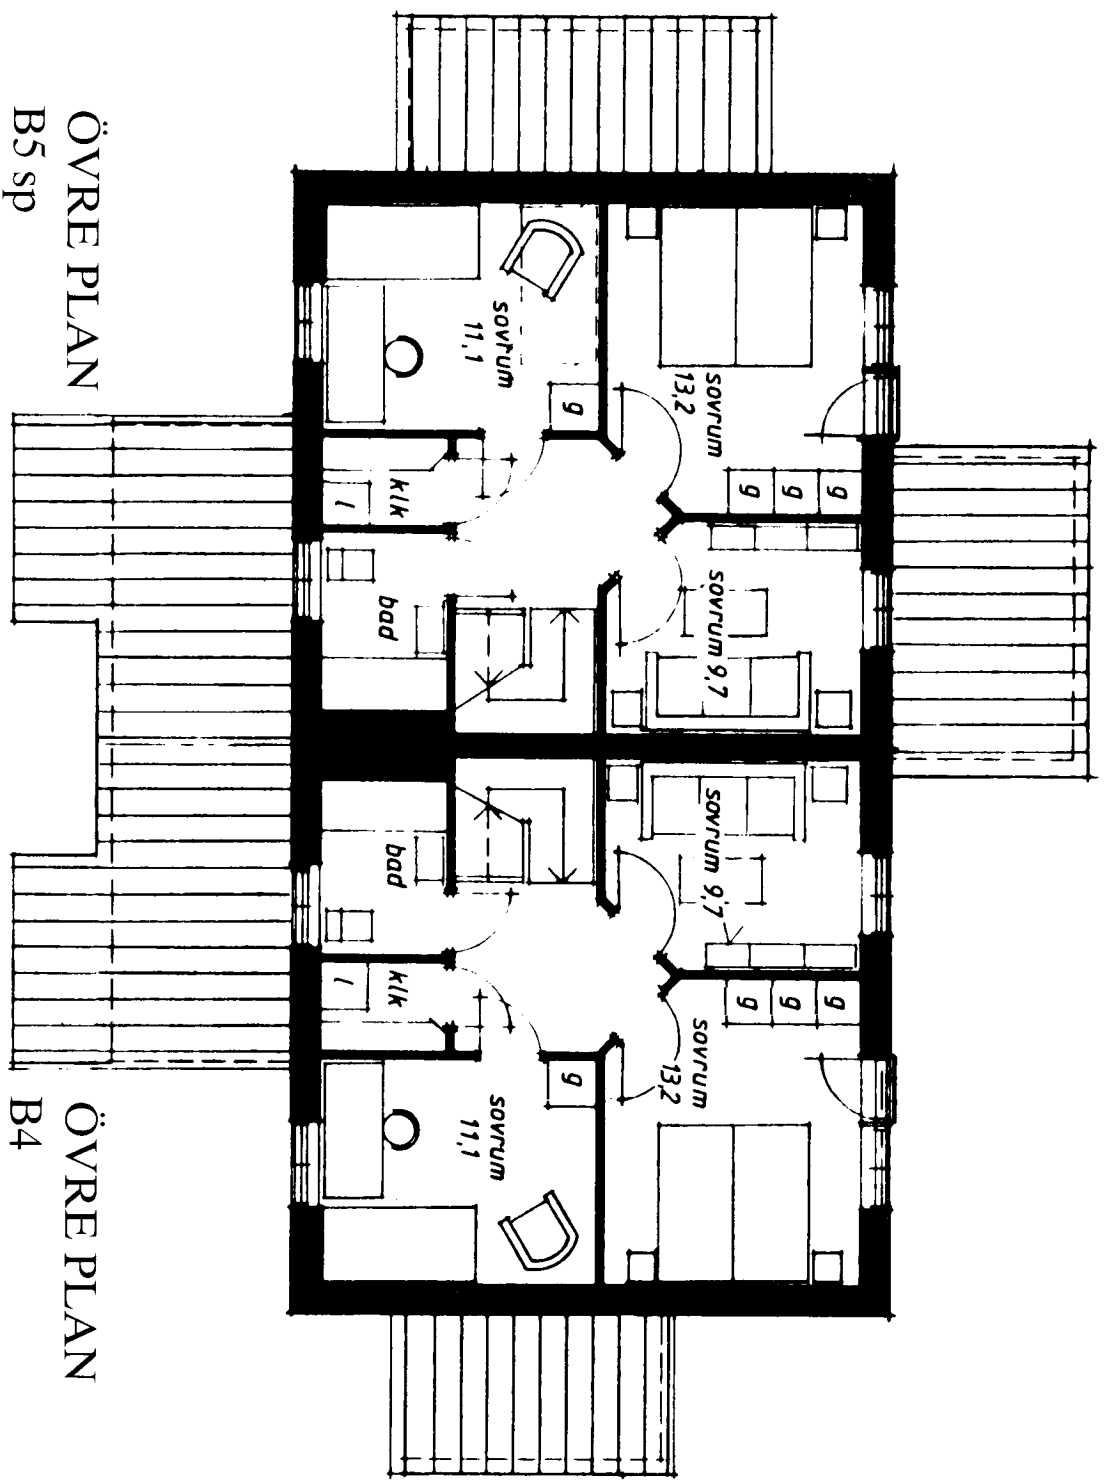 g
g
g
sovrum
13,2
sovrum 9,7
g
sovrum
11,1
klk
l
bad
sovrum 9,7
g
g
g
sovrum
13,2
bad
klk
l
g
sovrum
11,1
ÖVRE PLAN
B5 sp
ÖVRE PLAN
B4